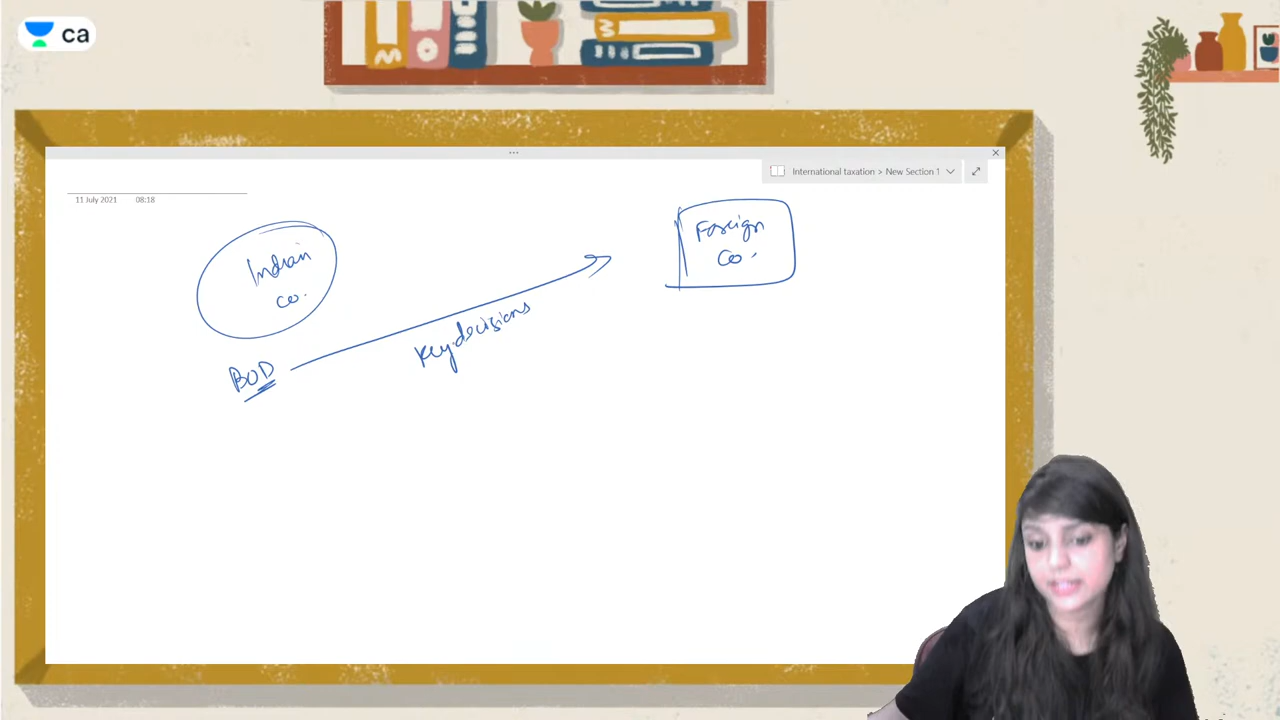 ca
International taxation > New Section 1
11 July 2021 08:18
Indian
co.
Foreign
Co.
Key decisions
BOD